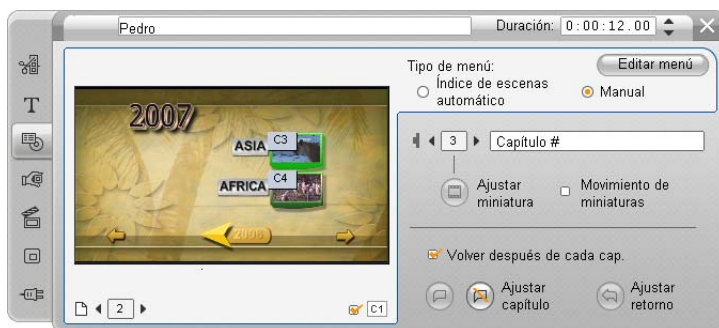 Pedro
Duración: 0:00:12.00
Tipo de menú:
Editar menú
Índice de escenas automático
Manual
2007
ASIA C3
AFRICA C4
2006
3 Capítulo #
Ajustar miniatura
Movimiento de miniaturas
Volver después de cada cap.
Ajustar capítulo
Ajustar retorno
2
C1
T